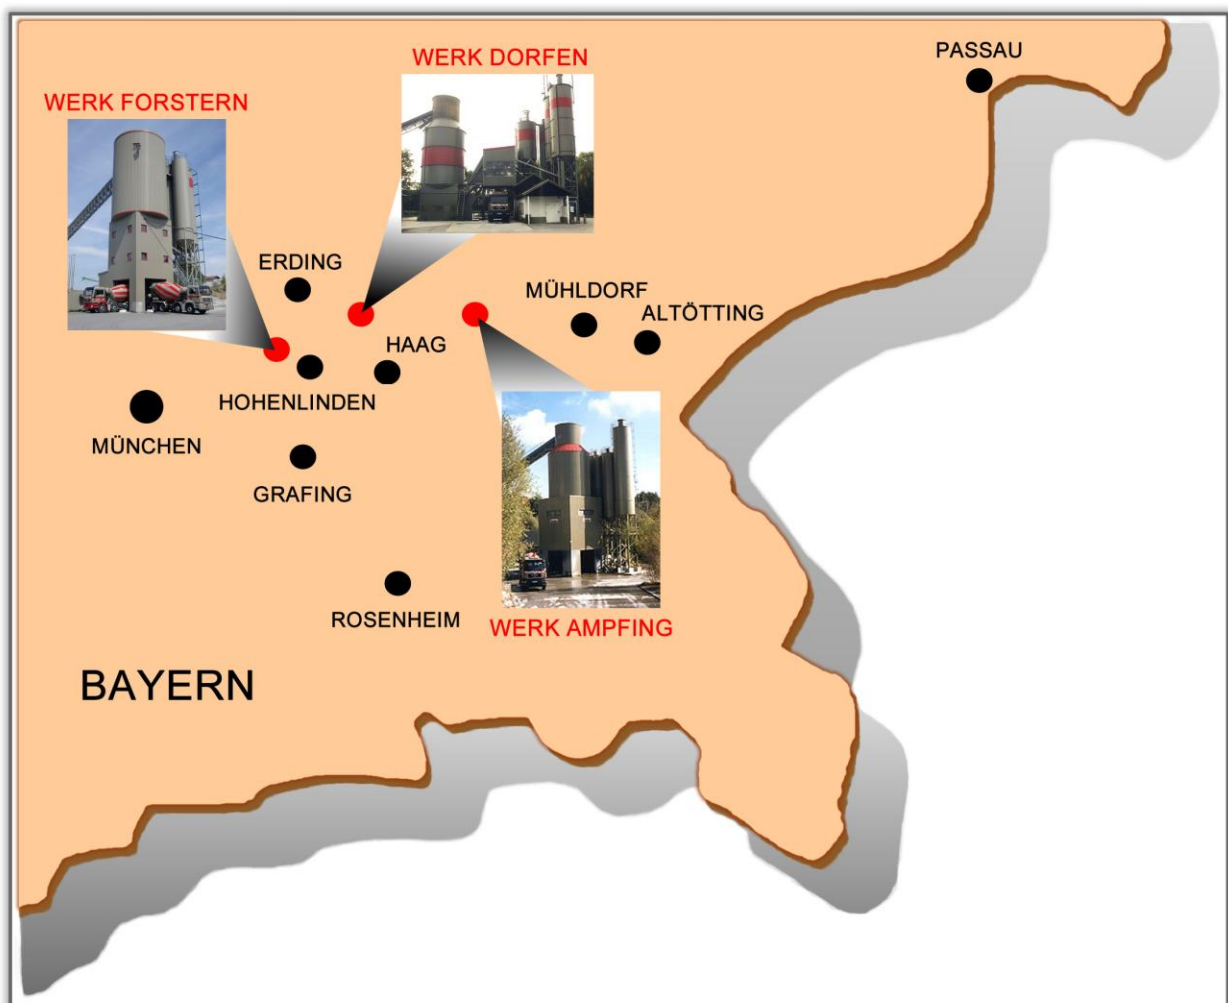 PASSAU
WERK DORFEN
WERK FORSTERN
ERDING
MÜHLDORF
ALTÖTTING
HAAG
HOHENLINDEN
MÜNCHEN
GRAFING
ROSENHEIM
WERK AMPFING
BAYERN